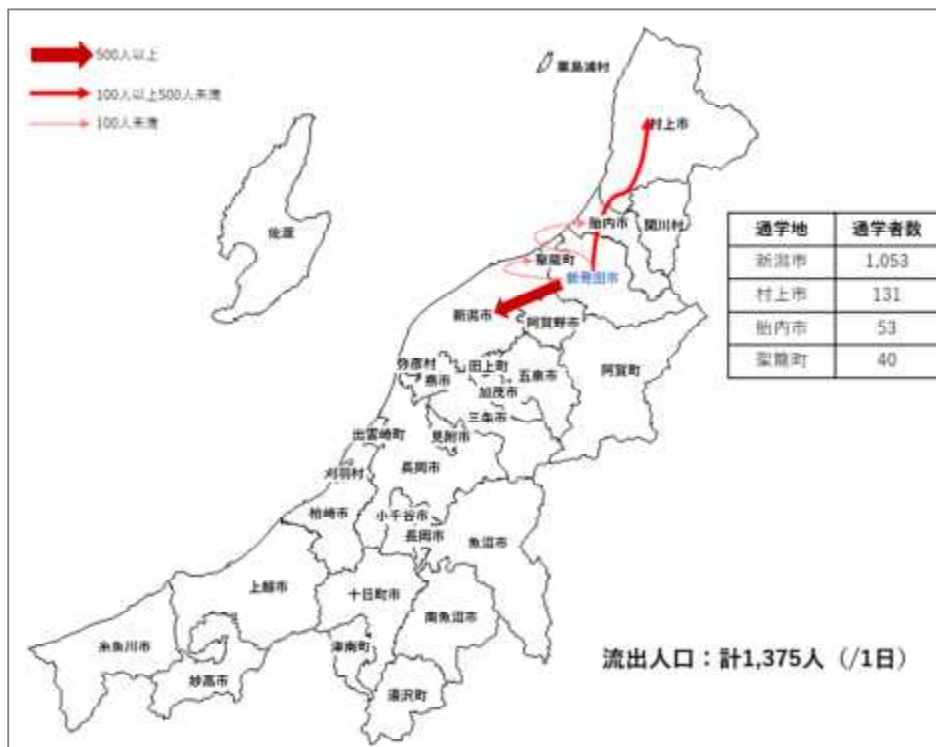 500人以上
100人以上500人未満
100人未満
粟島浦村
村上市
佐渡
胎内市
関川村
聖籠町
新発田市
新潟市
阿賀野市
弥彦村
燕市
田上町
五泉市
阿賀町
加茂市
三条市
出雲崎町
見附市
刈羽村
長岡市
柏崎市
小千谷市
長岡市
魚沼市
上越市
十日町市
南魚沼市
糸魚川市
津南町
妙高市
湯沢町
通学地 通学者数
新潟市 1,053
村上市 131
胎内市 53
聖籠町 40
流出人口：計1,375人（/1日）